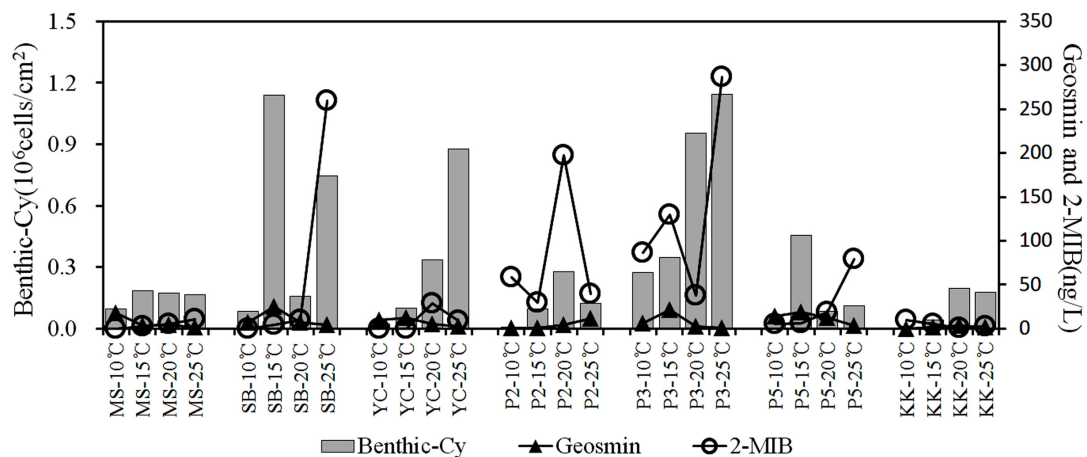 Benthic-Cy(10⁶cells/cm²)
1.5
1.2
0.9
0.6
0.3
0.0
350
300
250
200
150
100
50
0
Geosmin and 2-MIB(ng/L)
MS-10℃
MS-15℃
MS-20℃
MS-25℃
SB-10℃
SB-15℃
SB-20℃
SB-25℃
YC-10℃
YC-15℃
YC-20℃
YC-25℃
P2-10℃
P2-15℃
P2-20℃
P2-25℃
P3-10℃
P3-15℃
P3-20℃
P3-25℃
P5-10℃
P5-15℃
P5-20℃
P5-25℃
KK-10℃
KK-15℃
KK-20℃
KK-25℃
Benthic-Cy
Geosmin
2-MIB